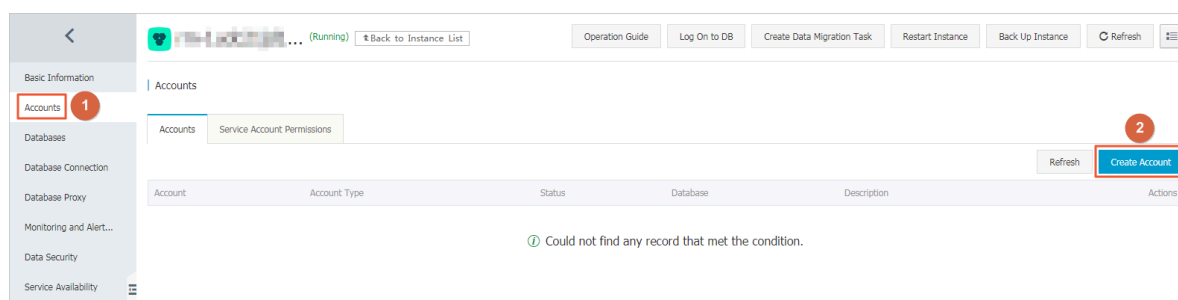 ... (Running) Back to Instance List Operation Guide Log On to DB Create Data Migration Task Restart Instance Back Up Instance Refresh
Basic Information
Accounts
Accounts 1
Accounts Service Account Permissions 2
Databases
Refresh Create Account
Database Connection
Account Account Type Status Database Description Actions
Database Proxy
Monitoring and Alert...
Could not find any record that met the condition.
Data Security
Service Availability